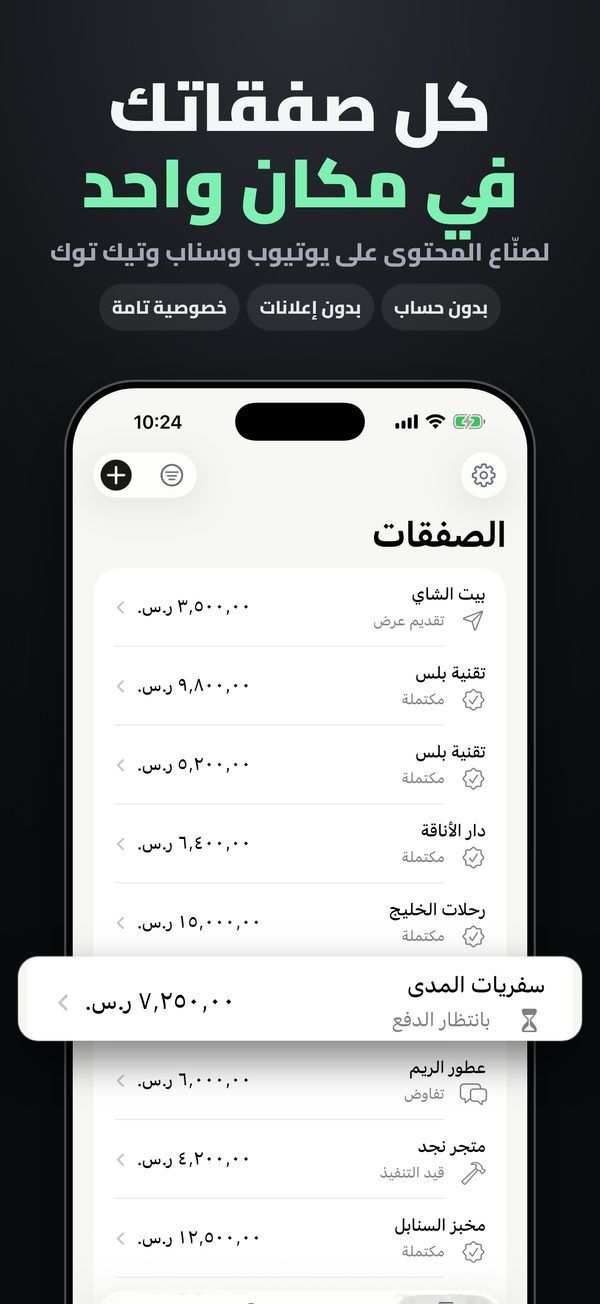 كل صفقاتك
في مكان واحد
لصنّاع المحتوى على يوتيوب وسناب وتيك توك
بدون حساب
بدون إعلانات
خصوصية تامة
10:24
الصفقات
بيت الشاي
تقديم عرض
٣,٥٠٠,٠٠ ر.س.
تقنية بلس
مكتملة
٩,٨٠٠,٠٠ ر.س.
تقنية بلس
مكتملة
٥,٢٠٠,٠٠ ر.س.
دار الأناقة
مكتملة
٦,٤٠٠,٠٠ ر.س.
رحلات الخليج
مكتملة
١٥,٠٠٠,٠٠ ر.س.
سفريات المدى
بانتظار الدفع
٧,٢٥٠,٠٠ ر.س.
عطور الريم
تفاوض
٦,٠٠٠,٠٠ ر.س.
متجر نجد
قيد التنفيذ
٤,٢٠٠,٠٠ ر.س.
مخبز السنابل
مكتملة
١٢,٥٠٠,٠٠ ر.س.